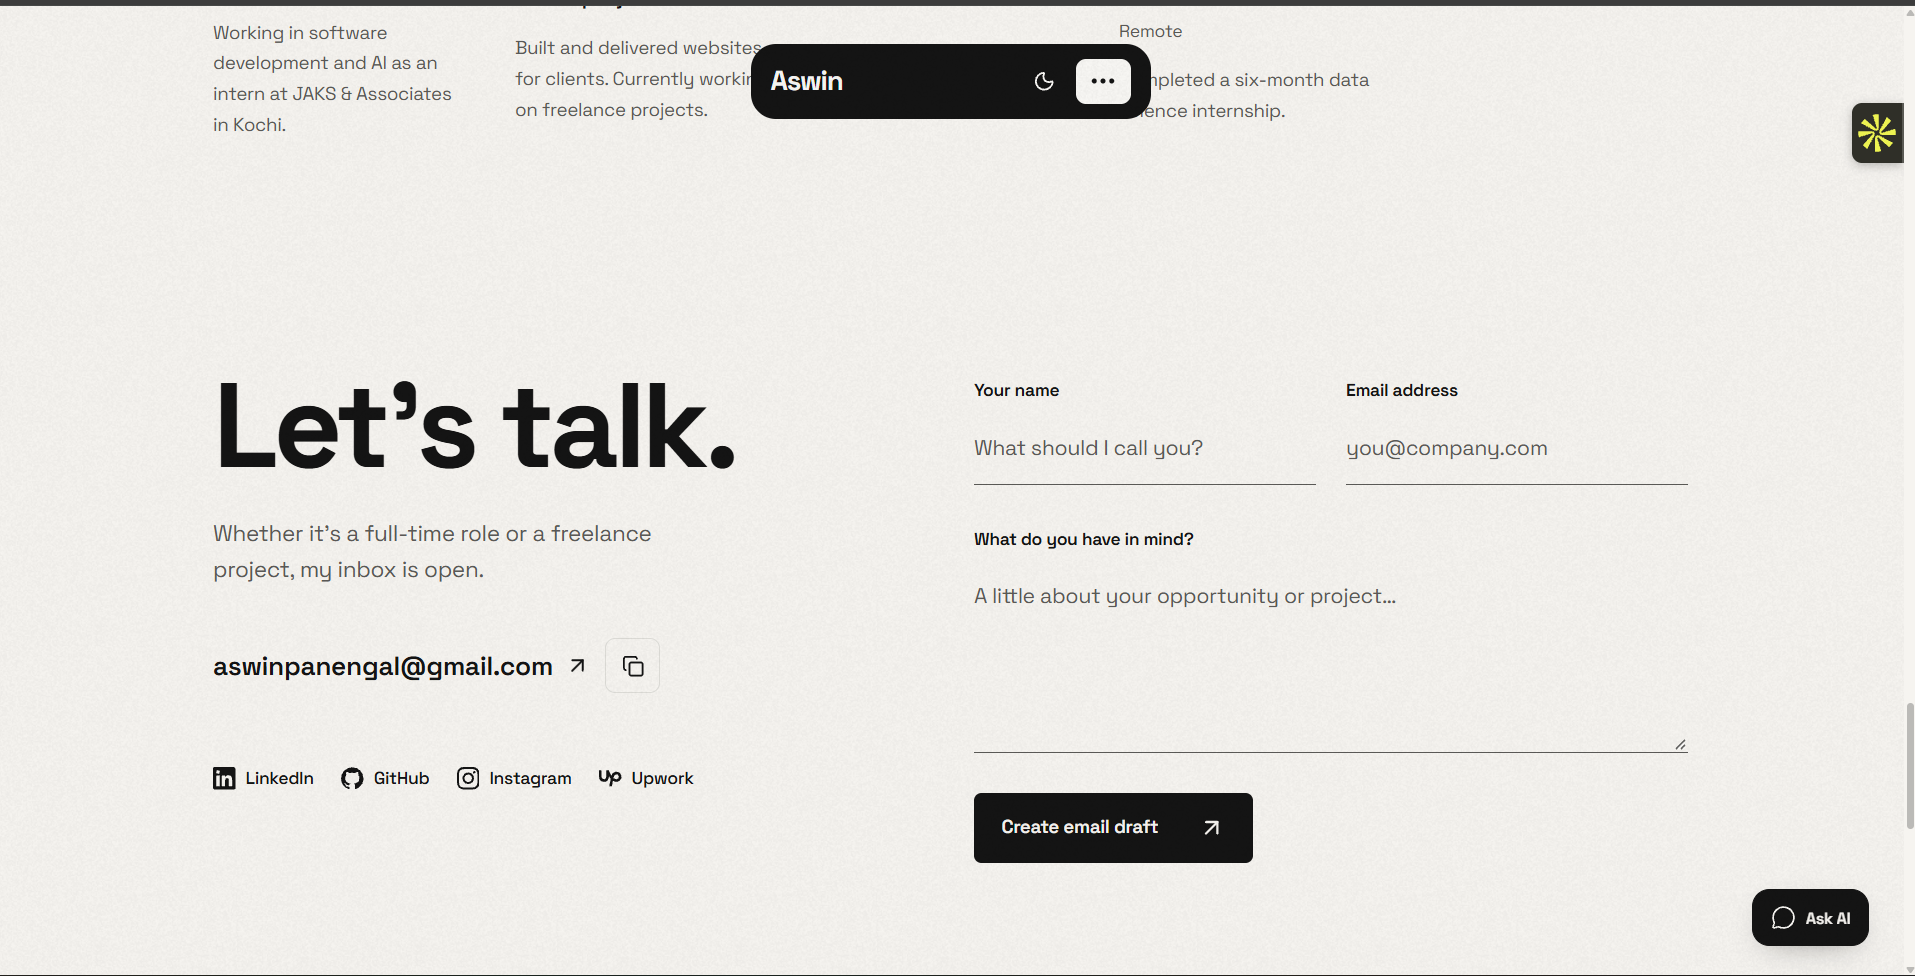 Working in software
development and AI as an
intern at JAKS & Associates
in Kochi.
Built and delivered websites
for clients. Currently
on freelance projects.
Aswin
Remote
a six-month data
internship.
Let’s talk.
Whether it’s a full-time role or a freelance
project, my inbox is open.
aswinpanengal@gmail.com
LinkedIn
GitHub
Instagram
Upwork
Your name
What should I call you?
Email address
you@company.com
What do you have in mind?
A little about your opportunity or project…
Create email draft
Ask AI